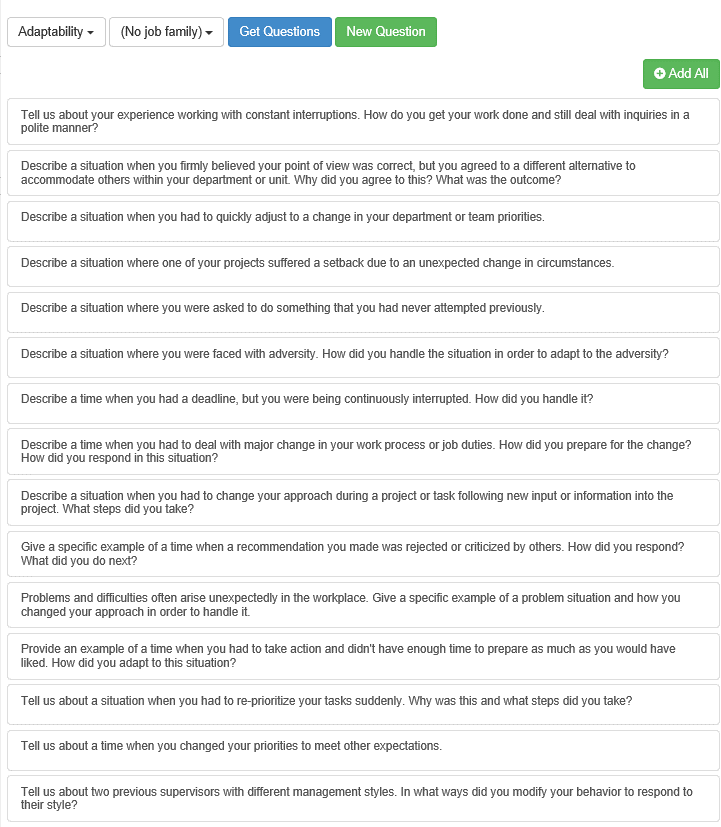 Adaptability (No job family) Get Questions New Question
Add All
Tell us about your experience working with constant interruptions. How do you get your work done and still deal with inquiries in a
polite manner?
Describe a situation when you firmly believed your point of view was correct, but you agreed to a different alternative to
accommodate others within your department or unit. Why did you agree to this? What was the outcome?
Describe a situation when you had to quickly adjust to a change in your department or team priorities.
Describe a situation where one of your projects suffered a setback due to an unexpected change in circumstances.
Describe a situation where you were asked to do something that you had never attempted previously.
Describe a situation where you were faced with adversity. How did you handle the situation in order to adapt to the adversity?
Describe a time when you had a deadline, but you were being continuously interrupted. How did you handle it?
Describe a time when you had to deal with major change in your work process or job duties. How did you prepare for the change?
How did you respond in this situation?
Describe a situation when you had to change your approach during a project or task following new input or information into the
project. What steps did you take?
Give a specific example of a time when a recommendation you made was rejected or criticized by others. How did you respond?
What did you do next?
Problems and difficulties often arise unexpectedly in the workplace. Give a specific example of a problem situation and how you
changed your approach in order to handle it.
Provide an example of a time when you had to take action and didn't have enough time to prepare as much as you would have
liked. How did you adapt to this situation?
Tell us about a situation when you had to re-prioritize your tasks suddenly. Why was this and what steps did you take?
Tell us about a time when you changed your priorities to meet other expectations.
Tell us about two previous supervisors with different management styles. In what ways did you modify your behavior to respond to
their style?